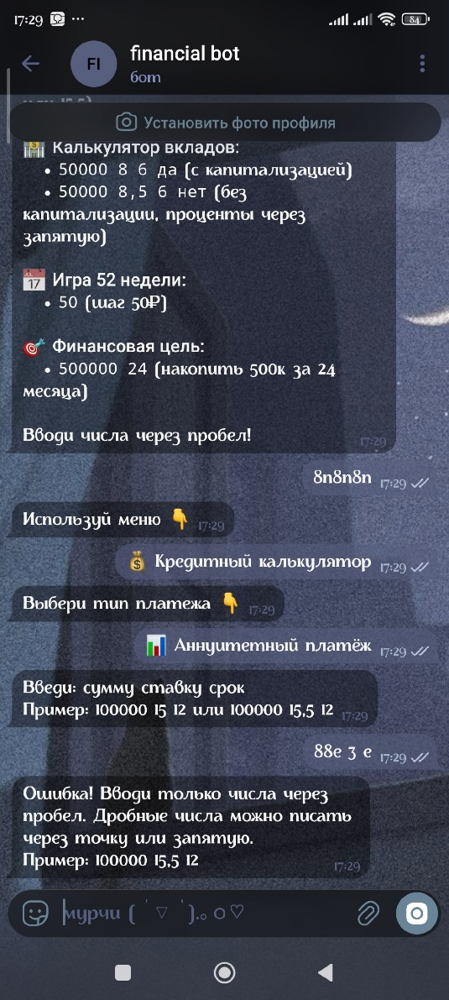 17:29
84
FI
financial bot
бот
Установить фото профиля
Калькулятор вкладов:
• 50000 8 6 да (с капитализацией)
• 50000 8,5 6 нет (без
капитализации, проценты через
запятую)
JUL 17 Игра 52 недели:
• 50 (шаг 50₽)
Финансовая цель:
• 500000 24 (накопить 500к за 24
месяца)
Вводи числа через пробел!
17:29
8п8п8п 17:29
Используй меню 👇 17:29
💰 Кредитный калькулятор 17:29
Выбери тип платежа 👇 17:29
📊 Аннуитетный платёж 17:29
Введи: сумму ставку срок
Пример: 100000 15 12 или 100000 15,5 12 17:29
88е 3 е 17:29
Ошибка! Вводи только числа через
пробел. Дробные числа можно писать
через точку или запятую.
Пример: 100000 15,5 12 17:29
мурчи ( ˙ ▽ ˙ ).｡ o♡